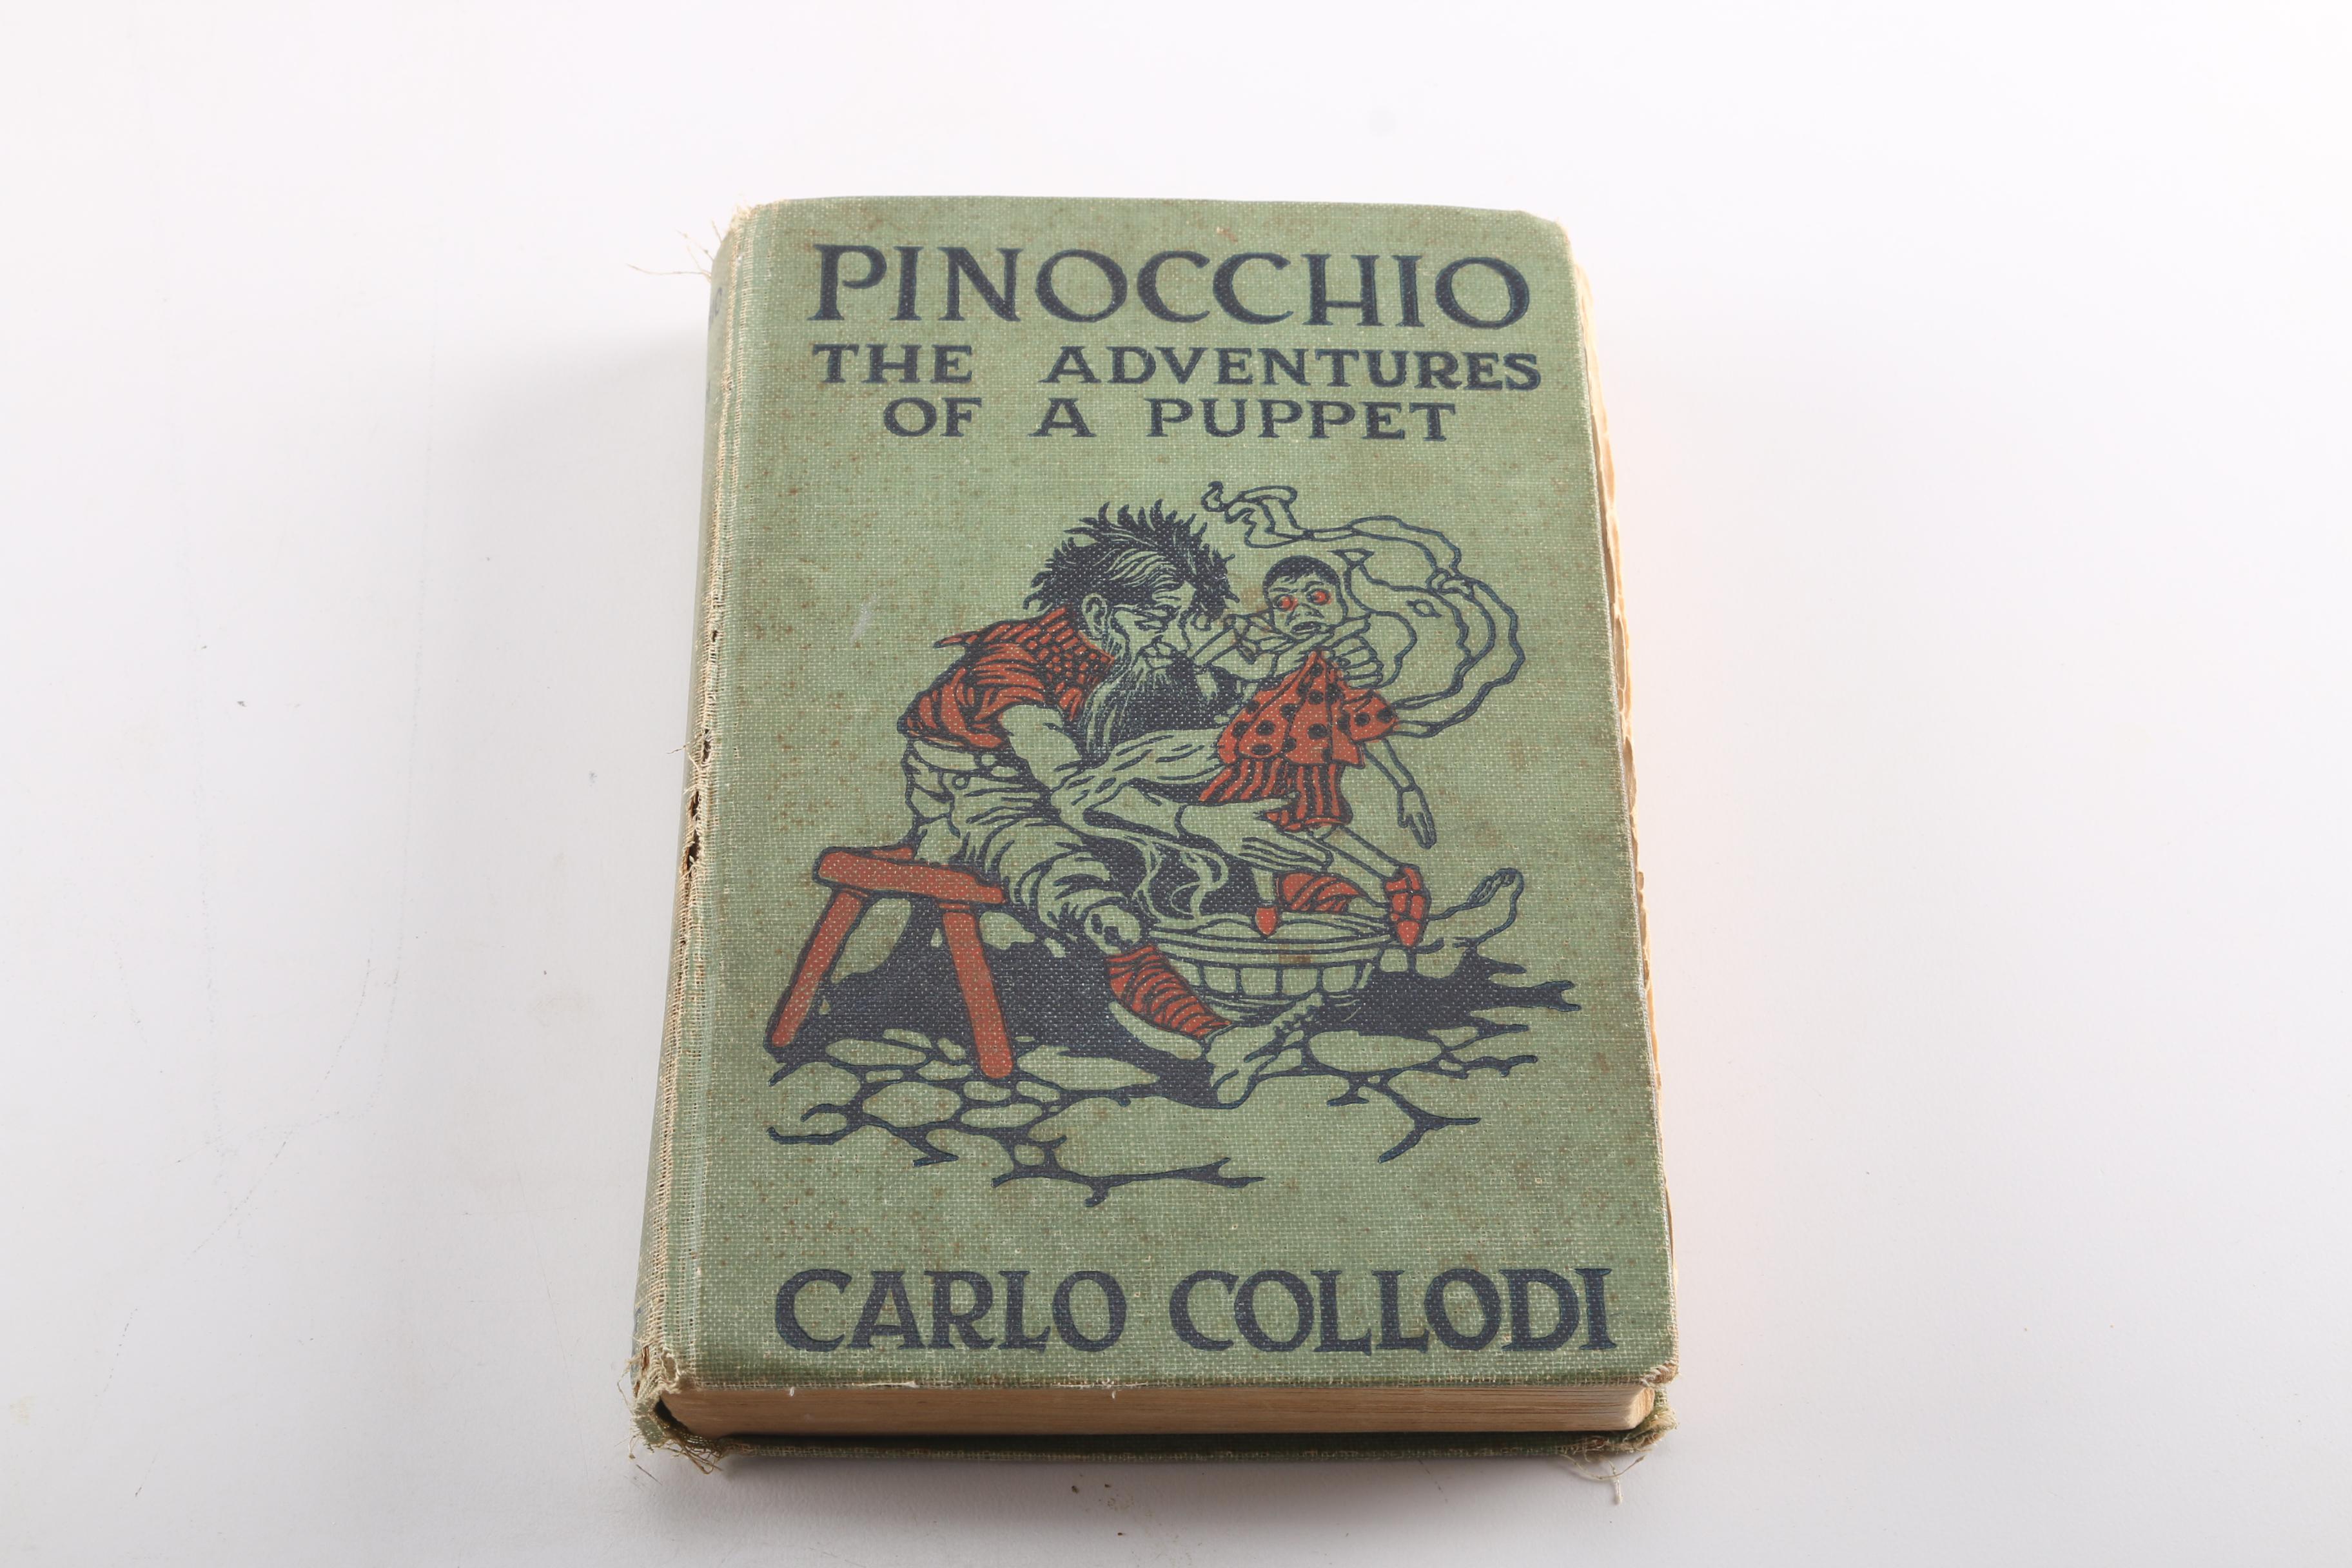 PINOCCHIO
THE ADVENTURES
OF A PUPPET
CARLO COLLODI